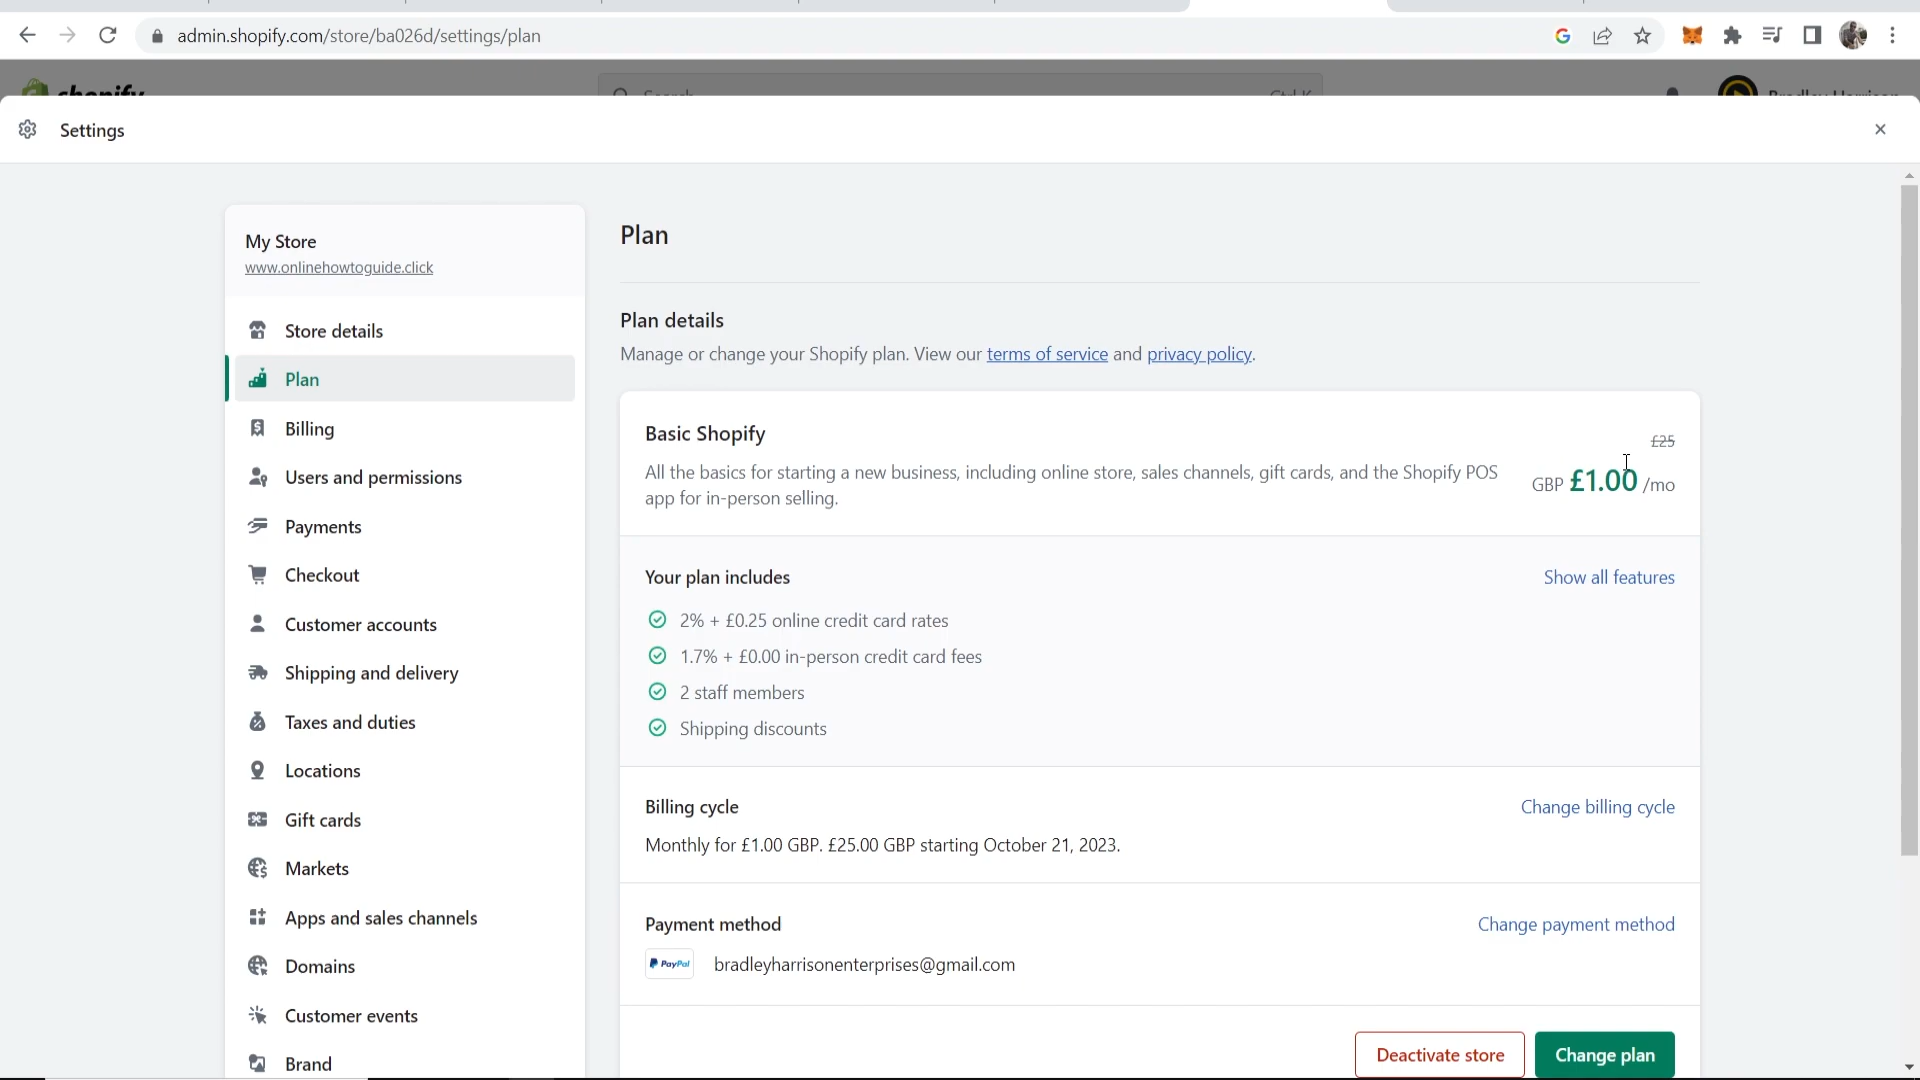 admin.shopify.com/store/ba026d/settings/plan
shopify
Search
Ctrl K
Bradley Harrison
Settings
My Store
www.onlinehowtoguide.click
Store details
Plan
Billing
Users and permissions
Payments
Checkout
Customer accounts
Shipping and delivery
Taxes and duties
Locations
Gift cards
Markets
Apps and sales channels
Domains
Customer events
Brand
Plan
Plan details
Manage or change your Shopify plan. View our terms of service and privacy policy.
Basic Shopify
£25
All the basics for starting a new business, including online store, sales channels, gift cards, and the Shopify POS
app for in-person selling.
GBP £1.00 /mo
Your plan includes
Show all features
2% + £0.25 online credit card rates
1.7% + £0.00 in-person credit card fees
2 staff members
Shipping discounts
Billing cycle
Change billing cycle
Monthly for £1.00 GBP. £25.00 GBP starting October 21, 2023.
Payment method
Change payment method
PayPal
bradleyharrisonenterprises@gmail.com
Deactivate store
Change plan